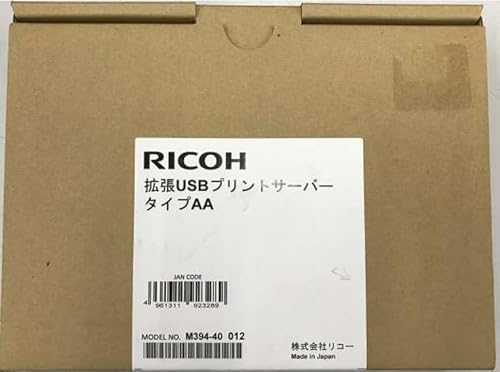 RICOH
拡張USBプリントサーバー
タイプAA
JAN CODE
4 961311 923289
MODEL NO. M394-40 012
株式会社リコー
Made in Japan